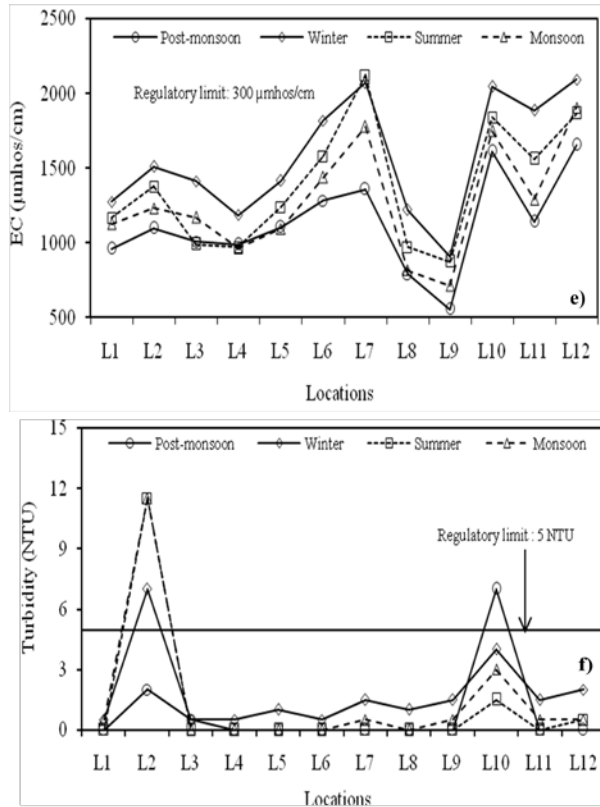 2500
Post-monsoon Winter Summer Monsoon
2000
Regulatory limit: 300 µmhos/cm
1500
EC (µmhos/cm)
1000
500
e)
L1 L2 L3 L4 L5 L6 L7 L8 L9 L10 L11 L12
Locations
15
Post-monsoon Winter Summer Monsoon
12
Regulatory limit : 5 NTU
9
Turbidity (NTU)
6
3
f)
0
L1 L2 L3 L4 L5 L6 L7 L8 L9 L10 L11 L12
Locations